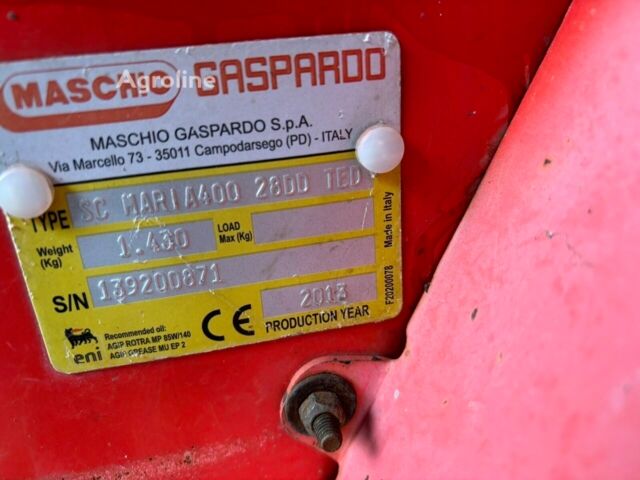 Agroline
MASCHIO GASPARDO
MASCHIO GASPARDO S.p.A.
Via Marcello 73 - 35011 Campodarsego (PD) - ITALY
TYPE SC MARIA400 28DD TED
Weight (Kg) 1.430 LOAD Max (Kg)
S/N 139200871
2013
PRODUCTION YEAR
CE
eni
Recommended oil:
AGIP ROTRA MP 85W/140
AGIP GREASE MU EP 2
F20200078 Made in Italy